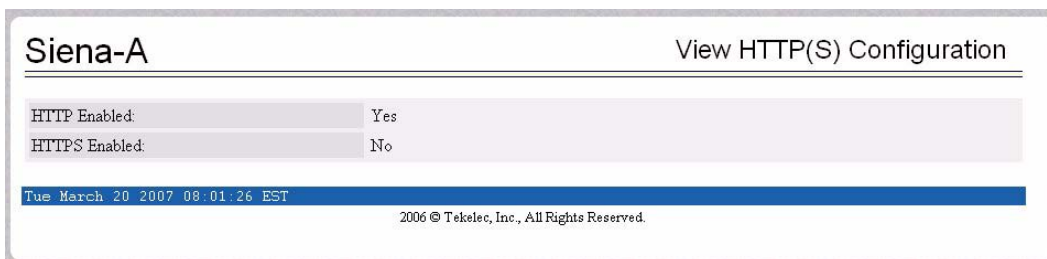 Siena-A View HTTP(S) Configuration
HTTP Enabled: Yes
HTTPS Enabled: No
Tue March 20 2007 08:01:26 EST
2006 © Tekelec, Inc., All Rights Reserved.